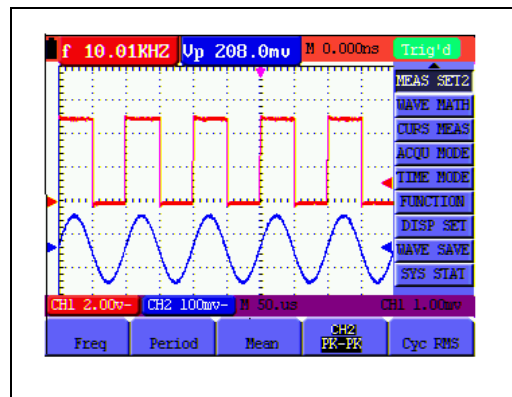 f 10.01KHZ Vp 208.0mv M 0.000ns Trig'd
MEAS SET2
WAVE MATH
CURS MEAS
ACQU MODE
TIME MODE
FUNCTION
DISP SET
WAVE SAVE
SYS STAT
CH1 2.00v- CH2 100mv- M 50.us CH1 1.00mv
Freq Period Mean CH2 PK-PK Cyc RMS